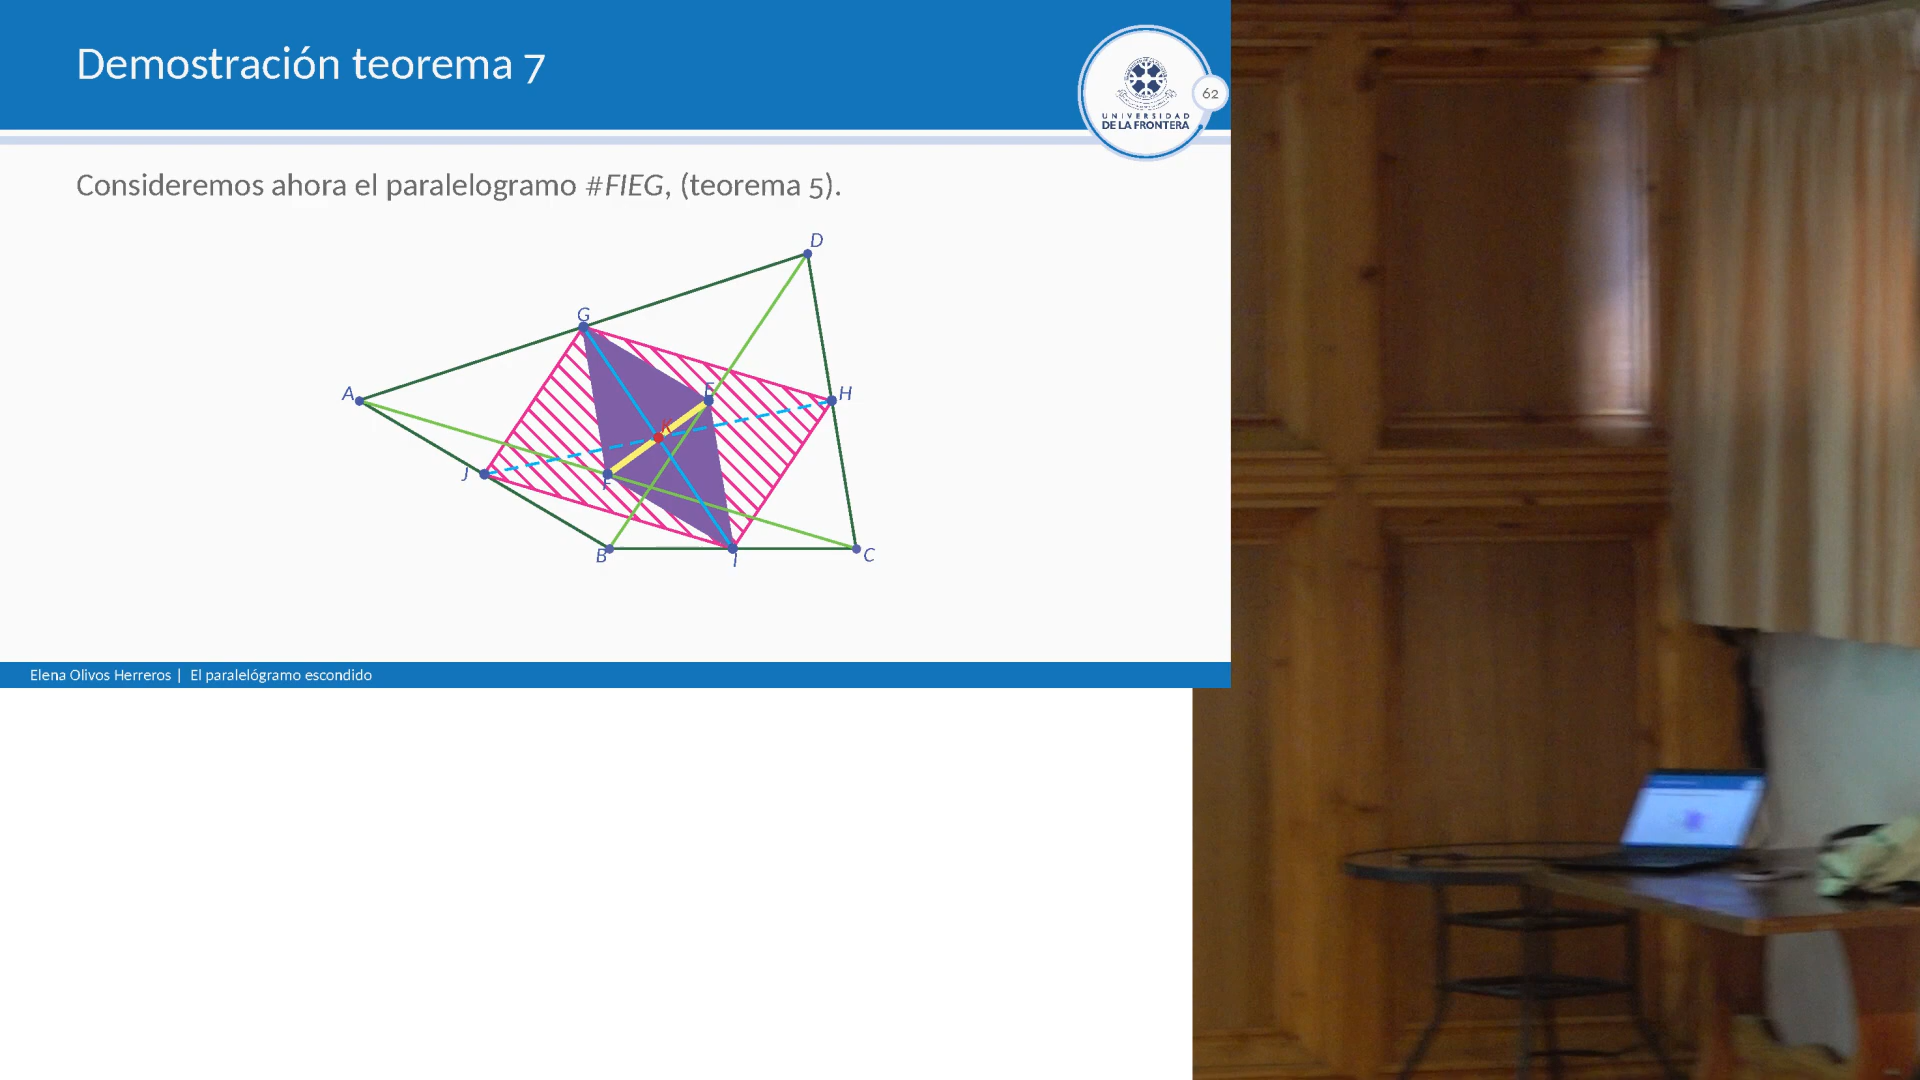 Demostración teorema 7
UNIVERSIDAD
DE LA FRONTERA
62
Consideremos ahora el paralelogramo #FIEG, (teorema 5).
D
G
A
E
H
K
J
F
B
I
C
Elena Olivos Herreros | El paralelógramo escondido